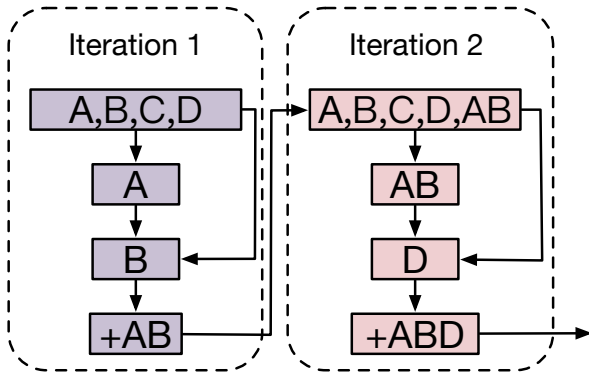 Iteration 1
A,B,C,D
A
B
+AB
Iteration 2
A,B,C,D,AB
AB
D
+ABD